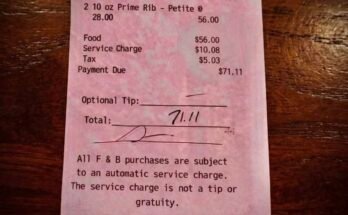 2 10 oz Prime Rib - Petite @
28.00 56.00
Food $56.00
Service Charge $10.08
Tax $5.03
Payment Due $71.11
Optional Tip: —
Total: 71.11
All F & B purchases are subject
to an automatic service charge.
The service charge is not a tip or
gratuity.